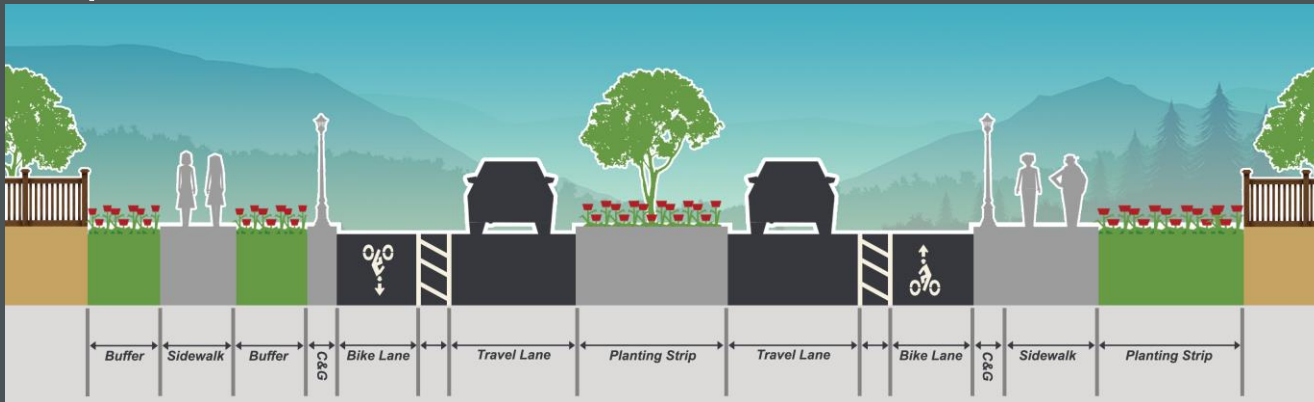 Buffer
Sidewalk
Buffer
C&G
Bike Lane
Travel Lane
Planting Strip
Travel Lane
Bike Lane
C&G
Sidewalk
Planting Strip